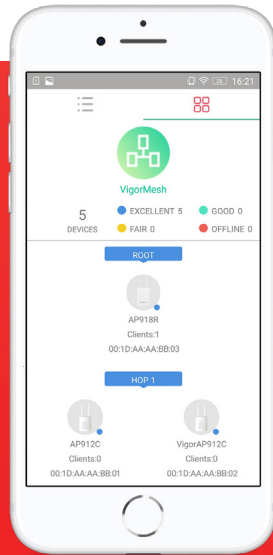 16:21
VigorMesh
5
DEVICES
EXCELLENT 5
GOOD 0
FAIR 0
OFFLINE 0
ROOT
AP918R
Clients:1
00:1D:AA:AA:BB:03
HOP 1
AP912C
Clients:0
00:1D:AA:AA:BB:01
VigorAP912C
Clients:0
00:1D:AA:AA:BB:02